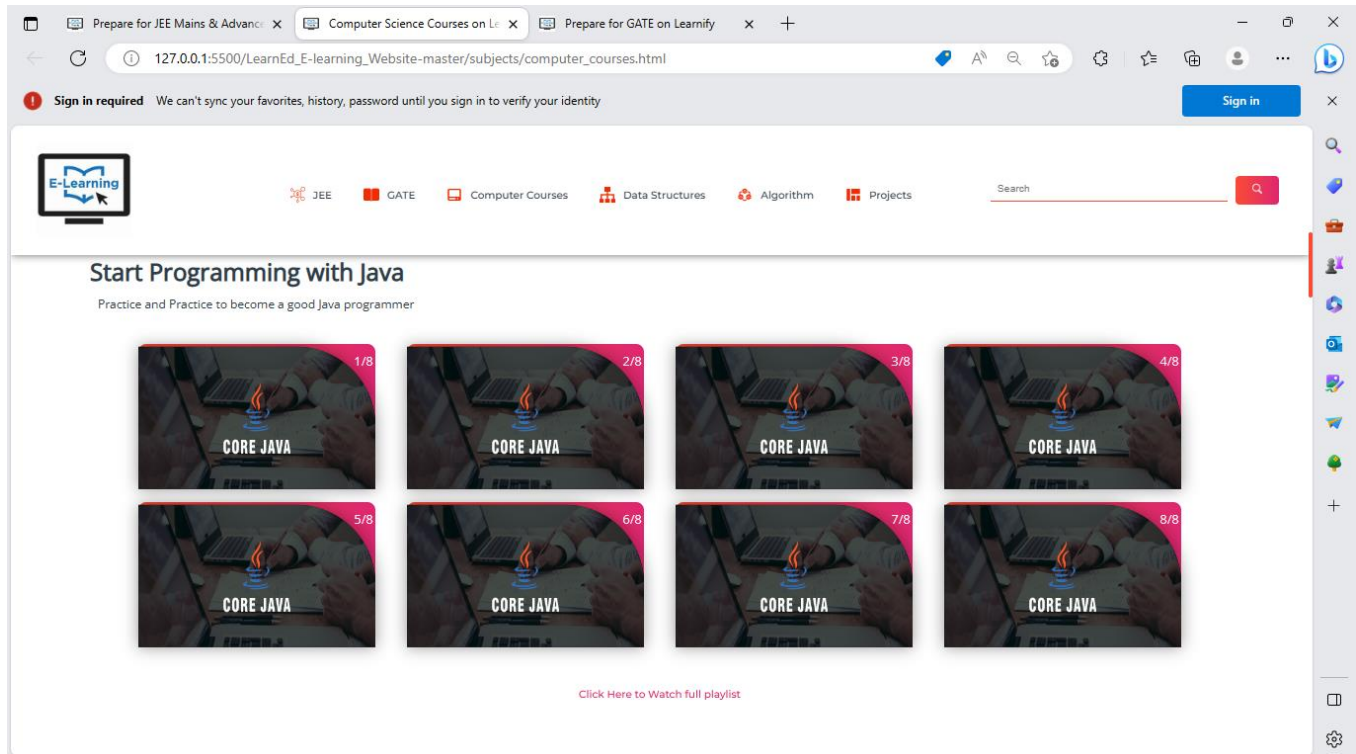 Prepare for JEE Mains & Advance
Computer Science Courses on Le
Prepare for GATE on Learnify
127.0.0.1:5500/LearnEd_E-learning_Website-master/subjects/computer_courses.html
Sign in required We can't sync your favorites, history, password until you sign in to verify your identity
Sign in
E-Learning
JEE GATE Computer Courses Data Structures Algorithm Projects Search
Start Programming with Java
Practice and Practice to become a good Java programmer
1/8 2/8 3/8 4/8
CORE JAVA CORE JAVA CORE JAVA CORE JAVA
5/8 6/8 7/8 8/8
CORE JAVA CORE JAVA CORE JAVA CORE JAVA
Click Here to Watch full playlist